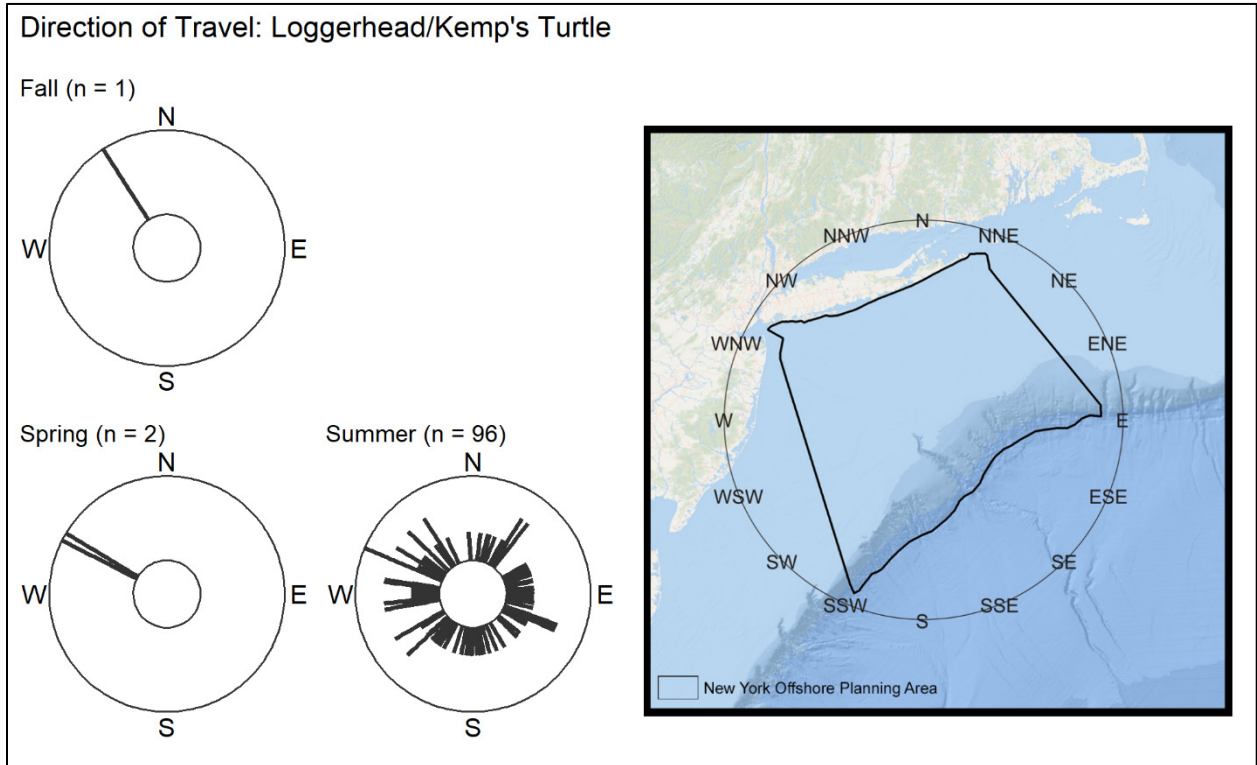 Direction of Travel: Loggerhead/Kemp's Turtle
Fall (n = 1)
N
W
E
S
Spring (n = 2)
N
W
E
S
Summer (n = 96)
N
W
E
S
N
NNW
NNE
NW
NE
WNW
ENE
W
E
WSW
ESE
SW
SE
SSW
SSE
S
New York Offshore Planning Area